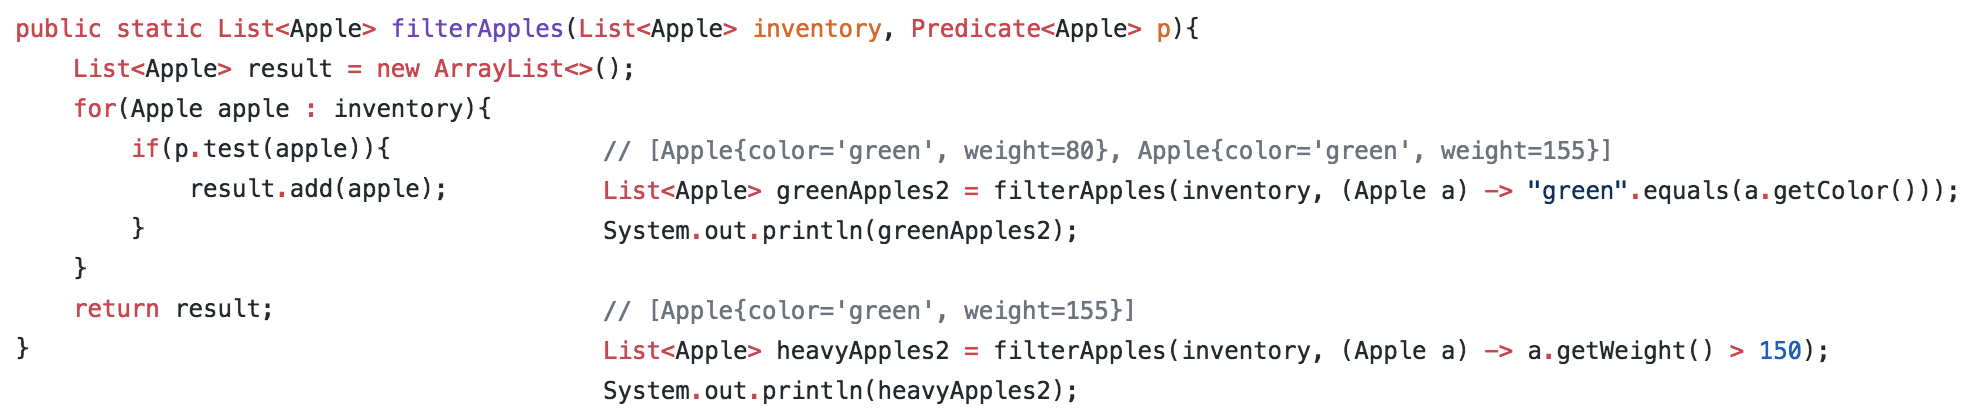 public static List<Apple> filterApples(List<Apple> inventory, Predicate<Apple> p){
    List<Apple> result = new ArrayList<>();
    for(Apple apple : inventory){
        if(p.test(apple)){
            result.add(apple);
        }
    }
    return result;
}
// [Apple{color='green', weight=80}, Apple{color='green', weight=155}]
List<Apple> greenApples2 = filterApples(inventory, (Apple a) -> "green".equals(a.getColor()));
System.out.println(greenApples2);

// [Apple{color='green', weight=155}]
List<Apple> heavyApples2 = filterApples(inventory, (Apple a) -> a.getWeight() > 150);
System.out.println(heavyApples2);